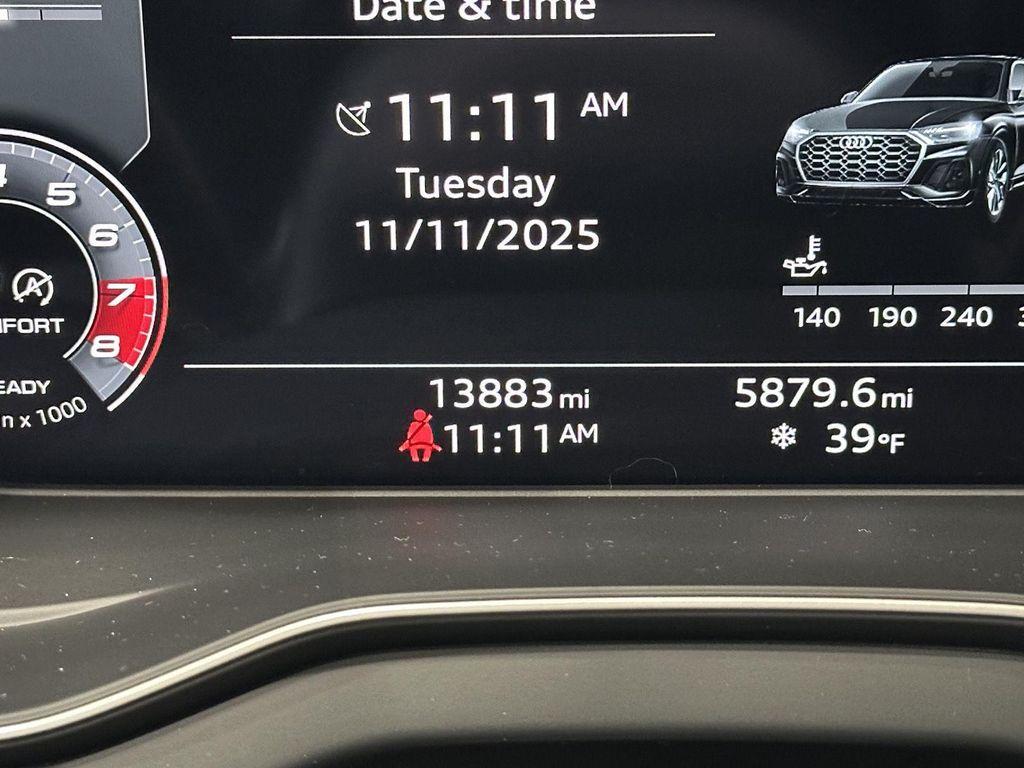 Date & time
11:11 AM
Tuesday
11/11/2025
5
6
7
8
140 190 240
13883 mi
5879.6 mi
11:11 AM
39°F
x 1000